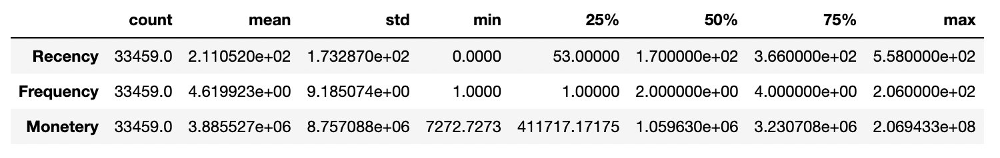 count mean std min 25% 50% 75% max
Recency 33459.0 2.110520e+02 1.732870e+02 0.0000 53.00000 1.700000e+02 3.660000e+02 5.580000e+02
Frequency 33459.0 4.619923e+00 9.185074e+00 1.0000 1.00000 2.000000e+00 4.000000e+00 2.060000e+02
Monetery 33459.0 3.885527e+06 8.757088e+06 7272.7273 411717.17175 1.059630e+06 3.230708e+06 2.069433e+08